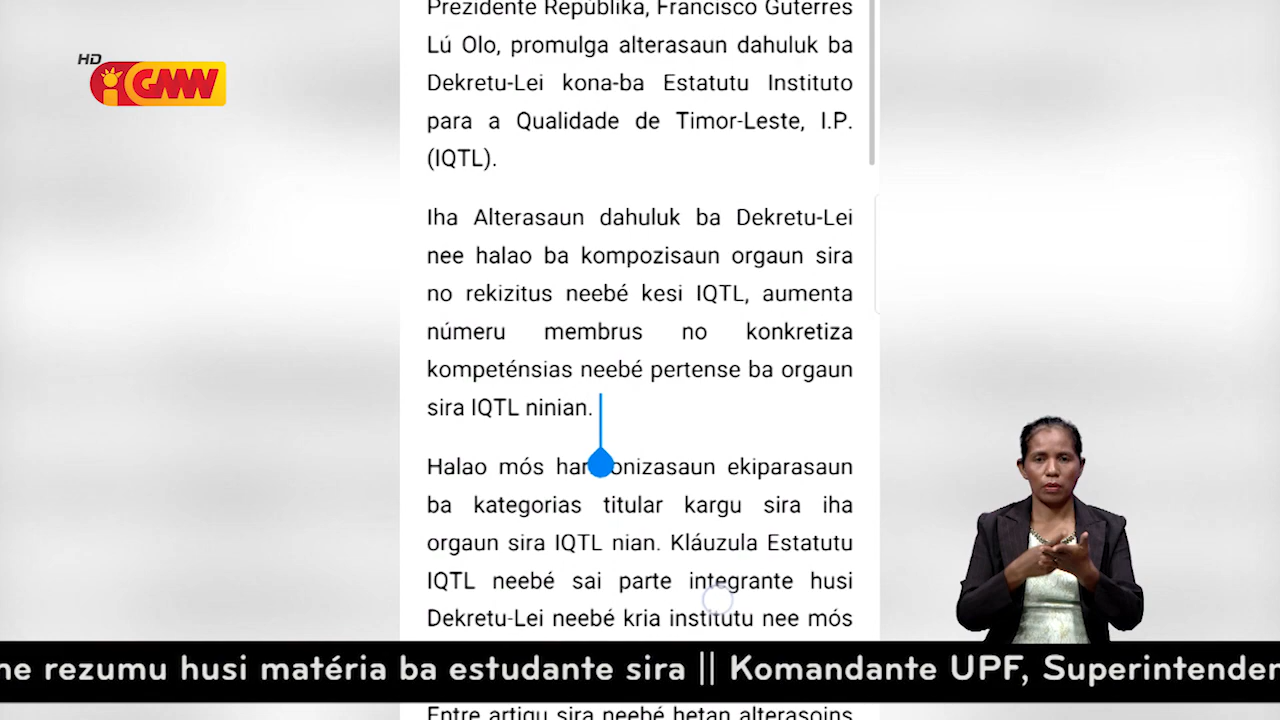 HD
GMN
Prezidente Repúblika, Francisco Guterres
Lú Olo, promulga alterasaun dahuluk ba
Dekretu-Lei kona-ba Estatutu Instituto
para a Qualidade de Timor-Leste, I.P.
(IQTL).
Iha Alterasaun dahuluk ba Dekretu-Lei
nee halao ba kompozisaun orgaun sira
no rekizitus neebé kesi IQTL, aumenta
númeru membrus no konkretiza
kompeténsias neebé pertense ba orgaun
sira IQTL ninian.
Halao mós harmonizasaun ekiparasaun
ba kategorias titular kargu sira iha
orgaun sira IQTL nian. Kláuzula Estatutu
IQTL neebé sai parte integrante husi
Dekretu-Lei neebé kria institutu nee mós
ne rezumu husi matéria ba estudante sira || Komandante UPF, Superintenden
Entre artigu sira neebé hetan alterasoins